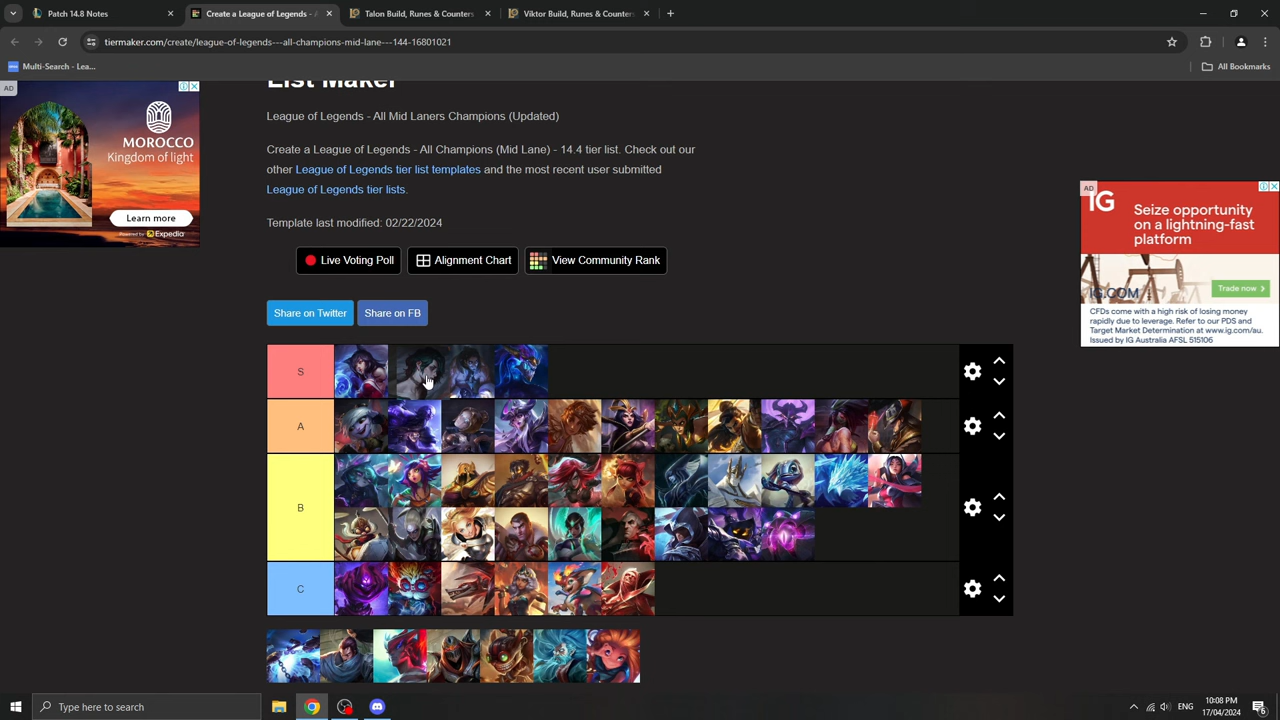 Patch 14.8 Notes
Create a League of Legends -
Talon Build, Runes & Counters
Viktor Build, Runes & Counters
tiermaker.com/create/league-of-legends---all-champions-mid-lane---144-16801021
Multi-Search - Lea...
All Bookmarks
List Maker
AD
MOROCCO
Kingdom of light
Learn more
Powered by Expedia
League of Legends - All Mid Laners Champions (Updated)
Create a League of Legends - All Champions (Mid Lane) - 14.4 tier list. Check out our
other League of Legends tier list templates and the most recent user submitted
League of Legends tier lists.
Template last modified: 02/22/2024
Live Voting Poll
Alignment Chart
View Community Rank
Share on Twitter
Share on FB
AD
IG
Seize opportunity
on a lightning-fast
platform
IG.COM
Trade now
CFDs come with a high risk of losing money
rapidly due to leverage. Refer to our PDS and
Target Market Determination at www.ig.com/au.
Issued by IG Australia AFSL 515106
S
A
B
C
Type here to search
ENG
10:08 PM
17/04/2024
6